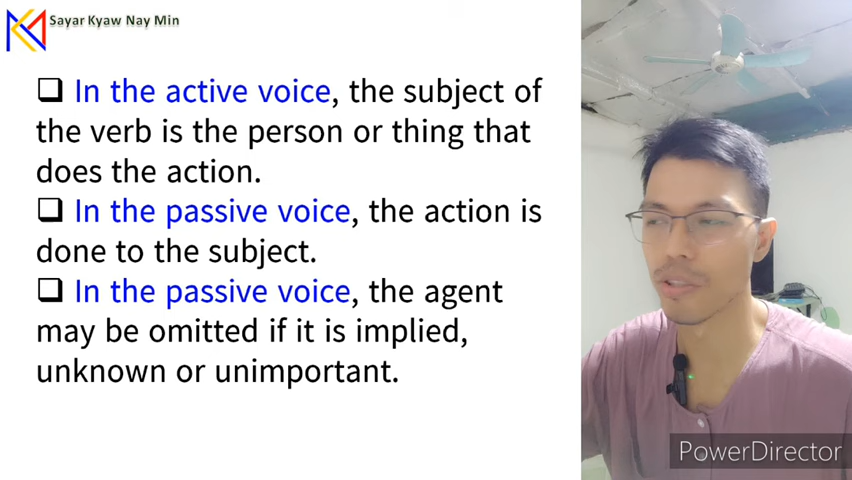 Sayar Kyaw Nay Min
In the active voice, the subject of
the verb is the person or thing that
does the action.
In the passive voice, the action is
done to the subject.
In the passive voice, the agent
may be omitted if it is implied,
unknown or unimportant.
PowerDirector